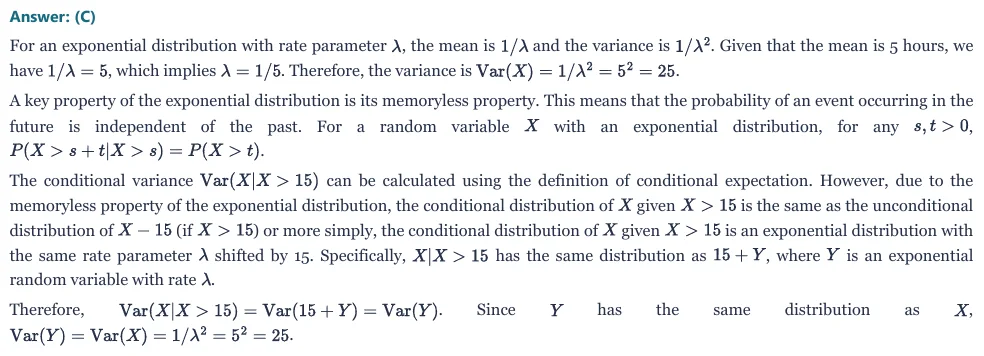 Answer: (C)
For an exponential distribution with rate parameter λ, the mean is 1/λ and the variance is 1/λ². Given that the mean is 5 hours, we
have 1/λ = 5, which implies λ = 1/5. Therefore, the variance is Var(X) = 1/λ² = 5² = 25.
A key property of the exponential distribution is its memoryless property. This means that the probability of an event occurring in the
future is independent of the past. For a random variable X with an exponential distribution, for any s, t > 0,
P(X > s + t|X > s) = P(X > t).
The conditional variance Var(X|X > 15) can be calculated using the definition of conditional expectation. However, due to the
memoryless property of the exponential distribution, the conditional distribution of X given X > 15 is the same as the unconditional
distribution of X − 15 (if X > 15) or more simply, the conditional distribution of X given X > 15 is an exponential distribution with
the same rate parameter λ shifted by 15. Specifically, X|X > 15 has the same distribution as 15 + Y, where Y is an exponential
random variable with rate λ.
Therefore, Var(X|X > 15) = Var(15 + Y) = Var(Y). Since Y has the same distribution as X,
Var(Y) = Var(X) = 1/λ² = 5² = 25.